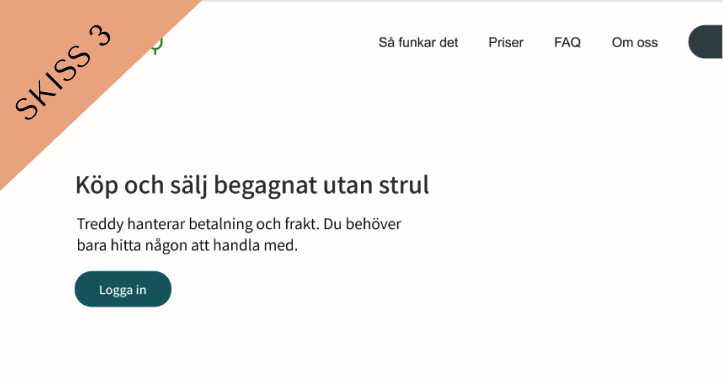 SKISS 3
Så funkar det Priser FAQ Om oss
Köp och sälj begagnat utan strul
Treddy hanterar betalning och frakt. Du behöver
bara hitta någon att handla med.
Logga in